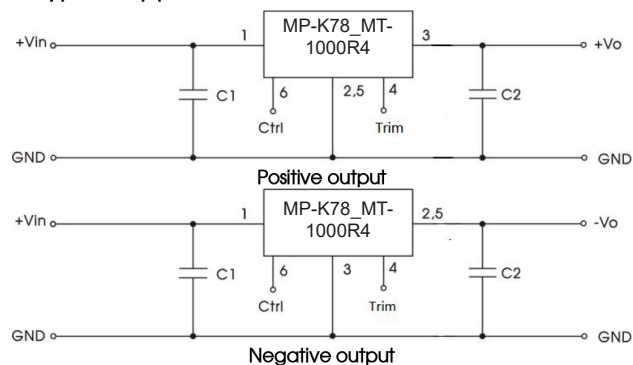 MP-K78_MT-
1000R4
+Vin 1 3 +Vo
C1 6 2,5 4 C2
Ctrl Trim
GND GND
Positive output
MP-K78_MT-
1000R4
+Vin 1 2,5 -Vo
C1 6 3 4 C2
Ctrl Trim
GND GND
Negative output